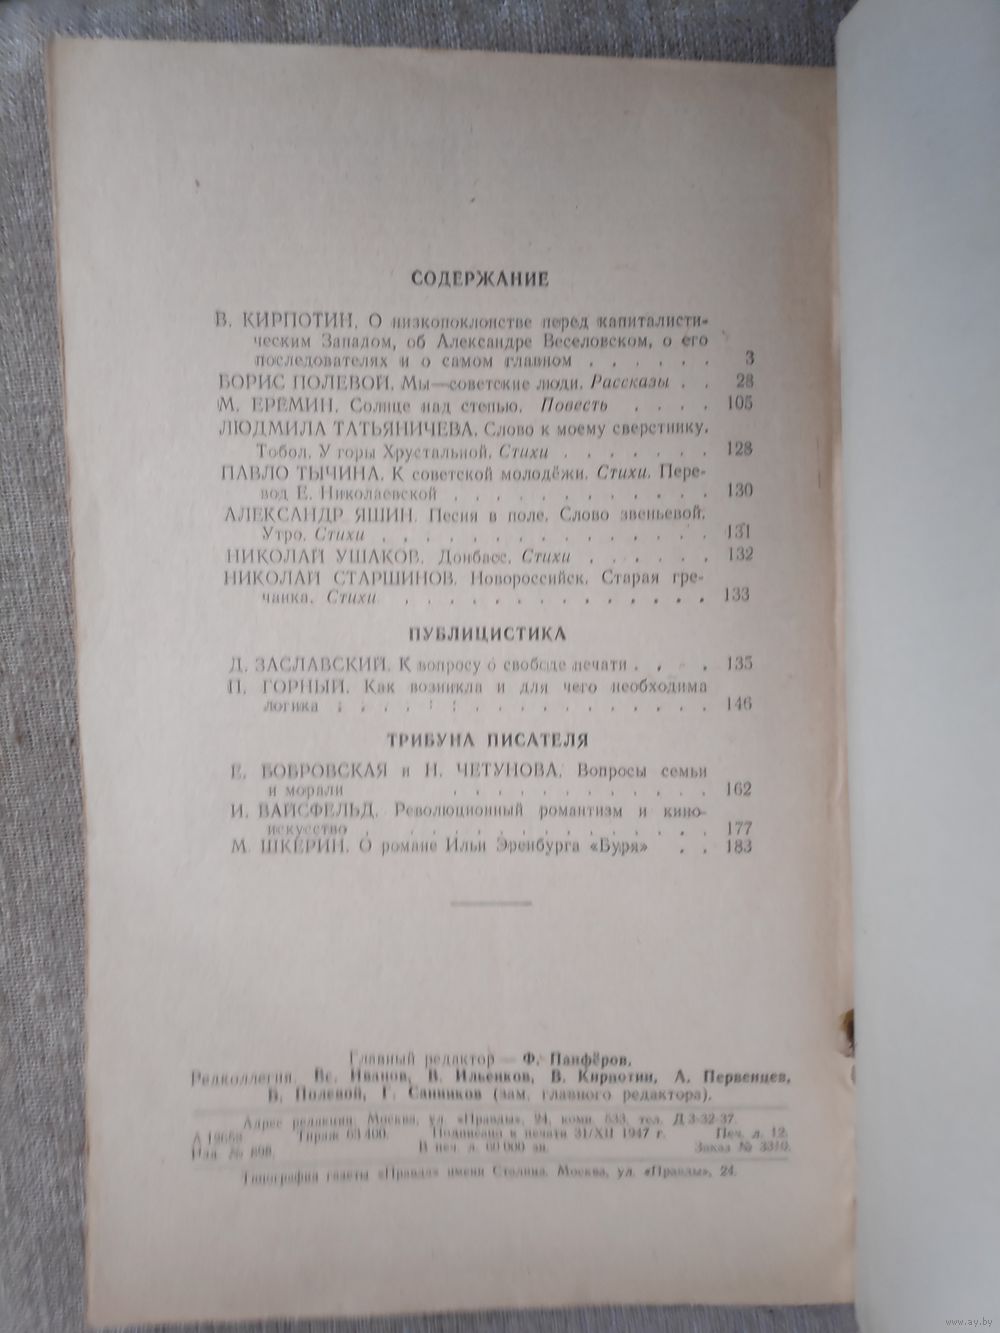 СОДЕРЖАНИЕ
В. КИРПОТИН. О низкопоклонстве перед капиталисти-
ческим Западом, об Александре Веселовском, о его
последователях и о самом главном . . . . . . 3
БОРИС ПОЛЕВОЙ. Мы—советские люди. Рассказы . . 28
М. ЕРЕМИН. Солнце над степью. Повесть . . . . 105
ЛЮДМИЛА ТАТЬЯНИЧЕВА. Слово к моему сверстнику.
Тобол. У горы Хрустальной. Стихи . . . . . . . 128
ПАВЛО ТЫЧИНА. К советской молодёжи. Стихи. Пере-
вод Е. Николаевской . . . . . . . . . . . . . 130
АЛЕКСАНДР ЯШИН. Песня в поле. Слово звеньевой.
Утро. Стихи . . . . . . . . . . . . . . . . 131
НИКОЛАЙ УШАКОВ. Донбасс. Стихи . . . . . . 132
НИКОЛАЙ СТАРШИНОВ. Новороссийск. Старая гре-
чанка. Стихи . . . . . . . . . . . . . . 133
ПУБЛИЦИСТИКА
Д. ЗАСЛАВСКИЙ. К вопросу о свободе печати . . . . 135
П. ГОРНЫЙ. Как возникла и для чего необходима
логика . . . . . . . . . . . . . . . . 146
ТРИБУНА ПИСАТЕЛЯ
Е. БОБРОВСКАЯ и Н. ЧЕТУНОВА. Вопросы семьи
и морали . . . . . . . . . . . . 162
И. ВАЙСФЕЛЬД. Революционный романтизм и кино-
искусство . . . . . . . . . . . . . . . 177
М. ШКЕРИН. О романе Ильи Эренбурга «Буря» . . 183
Главный редактор — Ф. Панфёров.
Редколлегия: Вс. Иванов, В. Ильенков, В. Кирпотин, А. Первенцев,
Б. Полевой, Г. Санников (зам. главного редактора).
Адрес редакции: Москва, ул. «Правды», 24, комн. 633, тел. Д 3-32-37.
Тираж 63 400. Подписано к печати 31/XII 1947 г. Печ. л. 12.
Изд. № 898. В печ. л. 60 000 зн. Заказ № 3310.
Типография газеты «Правда» имени Сталина. Москва, ул. «Правды», 24.
www.ay.by